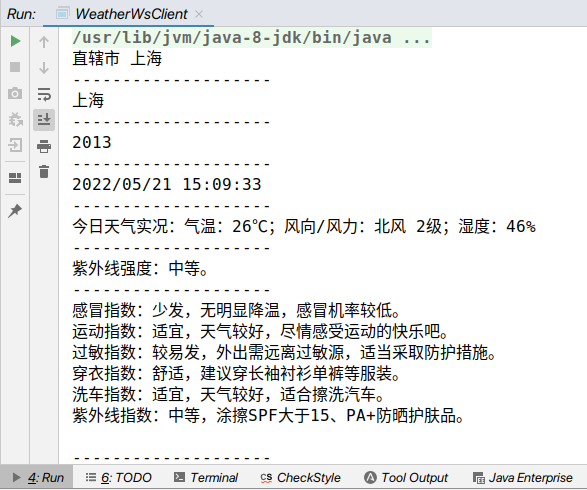 Run: WeatherWsClient
/usr/lib/jvm/java-8-jdk/bin/java ...
直辖市 上海
-------------------
上海
-------------------
2013
-------------------
2022/05/21 15:09:33
-------------------
今日天气实况：气温：26℃；风向/风力：北风 2级；湿度：46%
-------------------
紫外线强度：中等。
-------------------
感冒指数：少发，无明显降温，感冒机率较低。
运动指数：适宜，天气较好，尽情感受运动的快乐吧。
过敏指数：较易发，外出需远离过敏源，适当采取防护措施。
穿衣指数：舒适，建议穿长袖衬衫单裤等服装。
洗车指数：适宜，天气较好，适合擦洗汽车。
紫外线指数：中等，涂擦SPF大于15、PA+防晒护肤品。
-------------------
4: Run 6: TODO Terminal CS CheckStyle Tool Output Java Enterprise